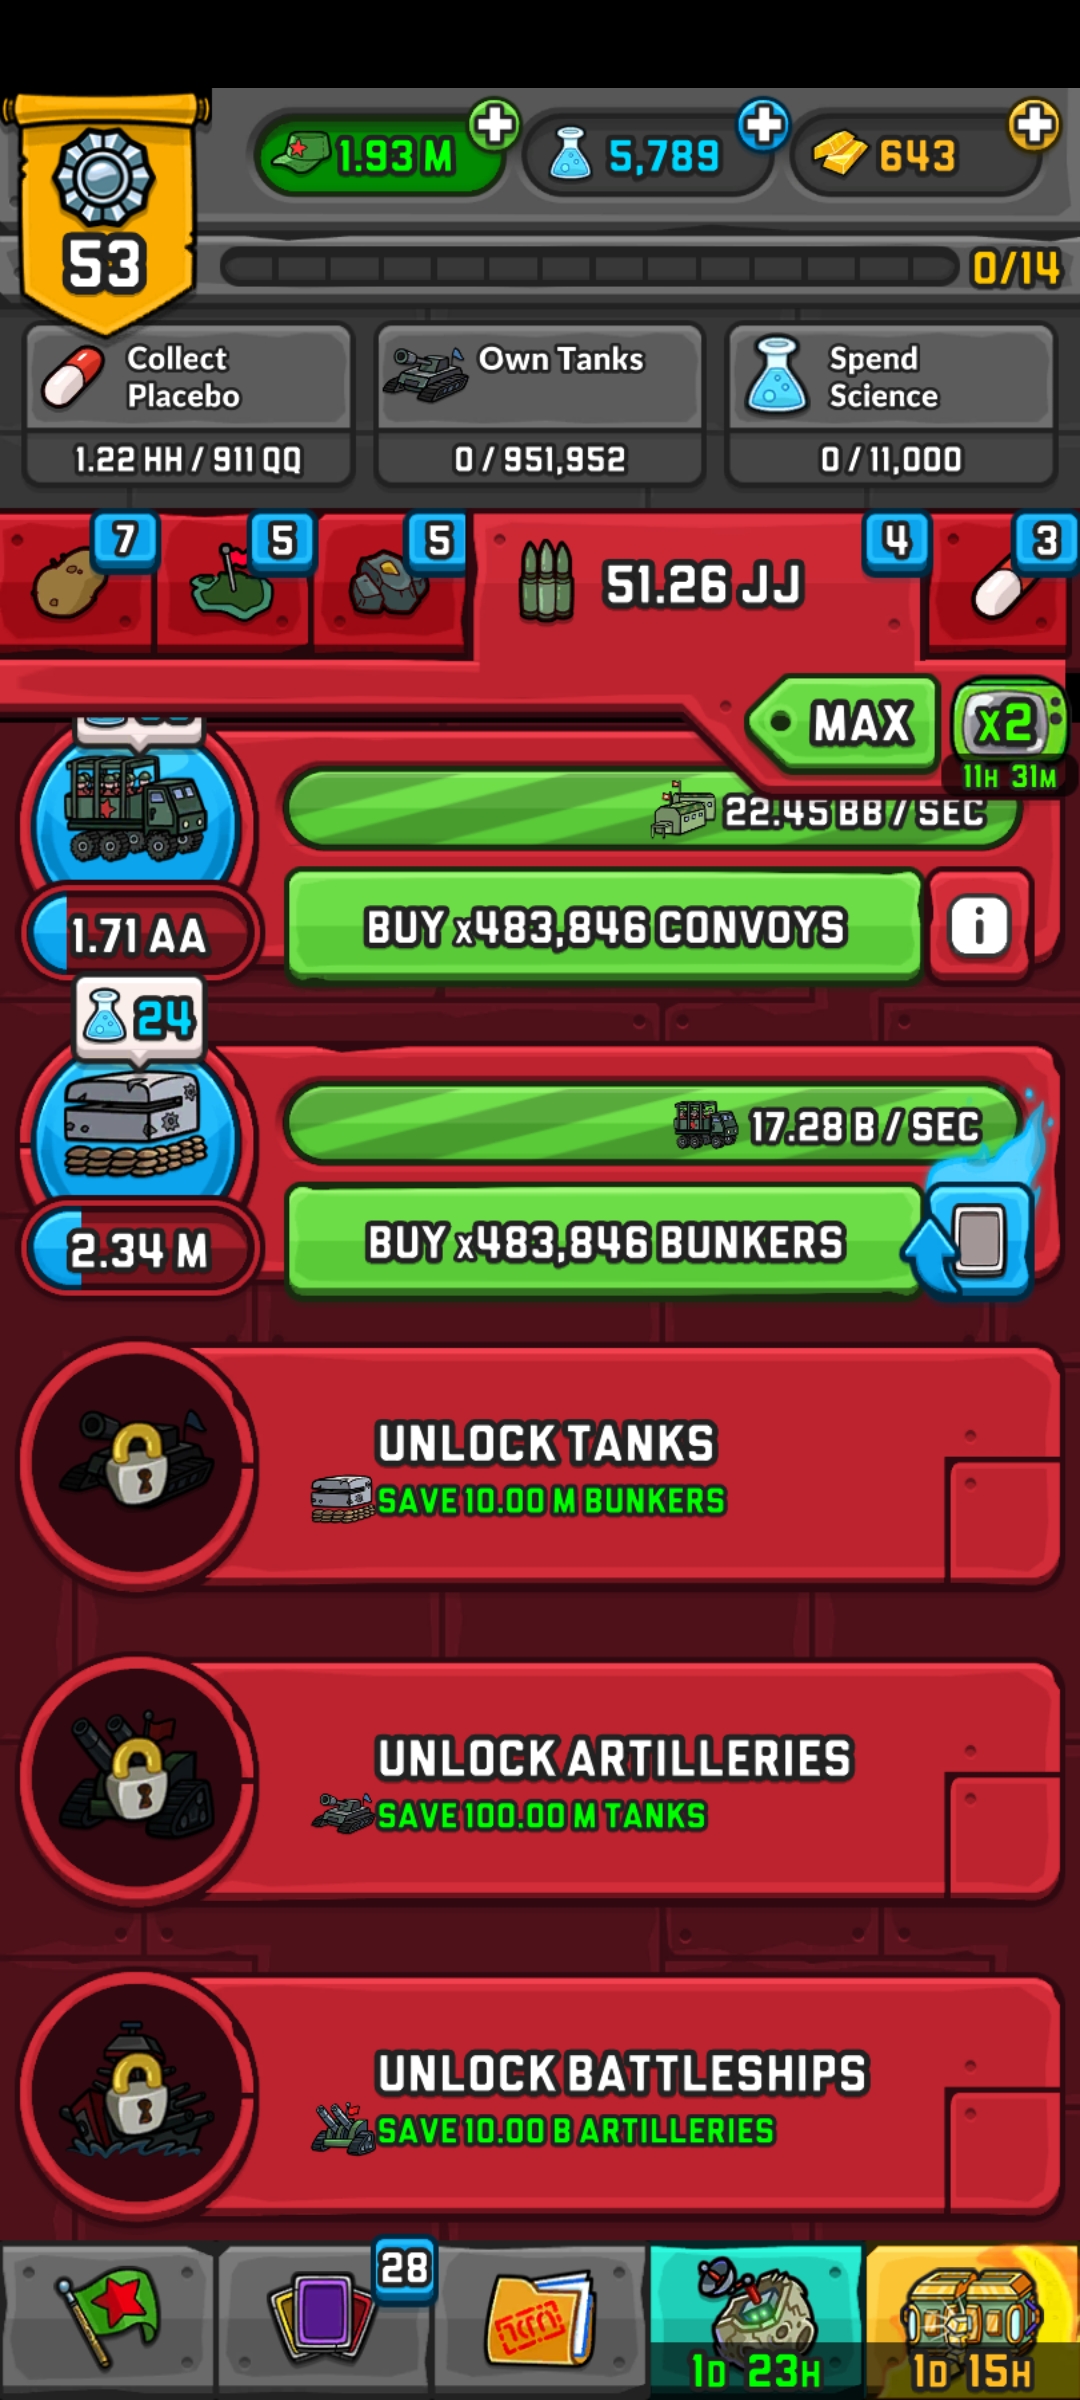 1.93 M
5,789
643
53
0/14
Collect
Placebo
1.22 HH / 911 QQ
Own Tanks
0 / 951,952
Spend
Science
0 / 11,000
7
5
5
51.26 JJ
4
3
MAX
x2
11H 31M
22.45 BB / SEC
1.71 AA
BUY x483,846 CONVOYS
i
24
17.28 B / SEC
2.34 M
BUY x483,846 BUNKERS
UNLOCK TANKS
SAVE 10.00 M BUNKERS
UNLOCK ARTILLERIES
SAVE 100.00 M TANKS
UNLOCK BATTLESHIPS
SAVE 10.00 B ARTILLERIES
28
1D 23H
1D 15H